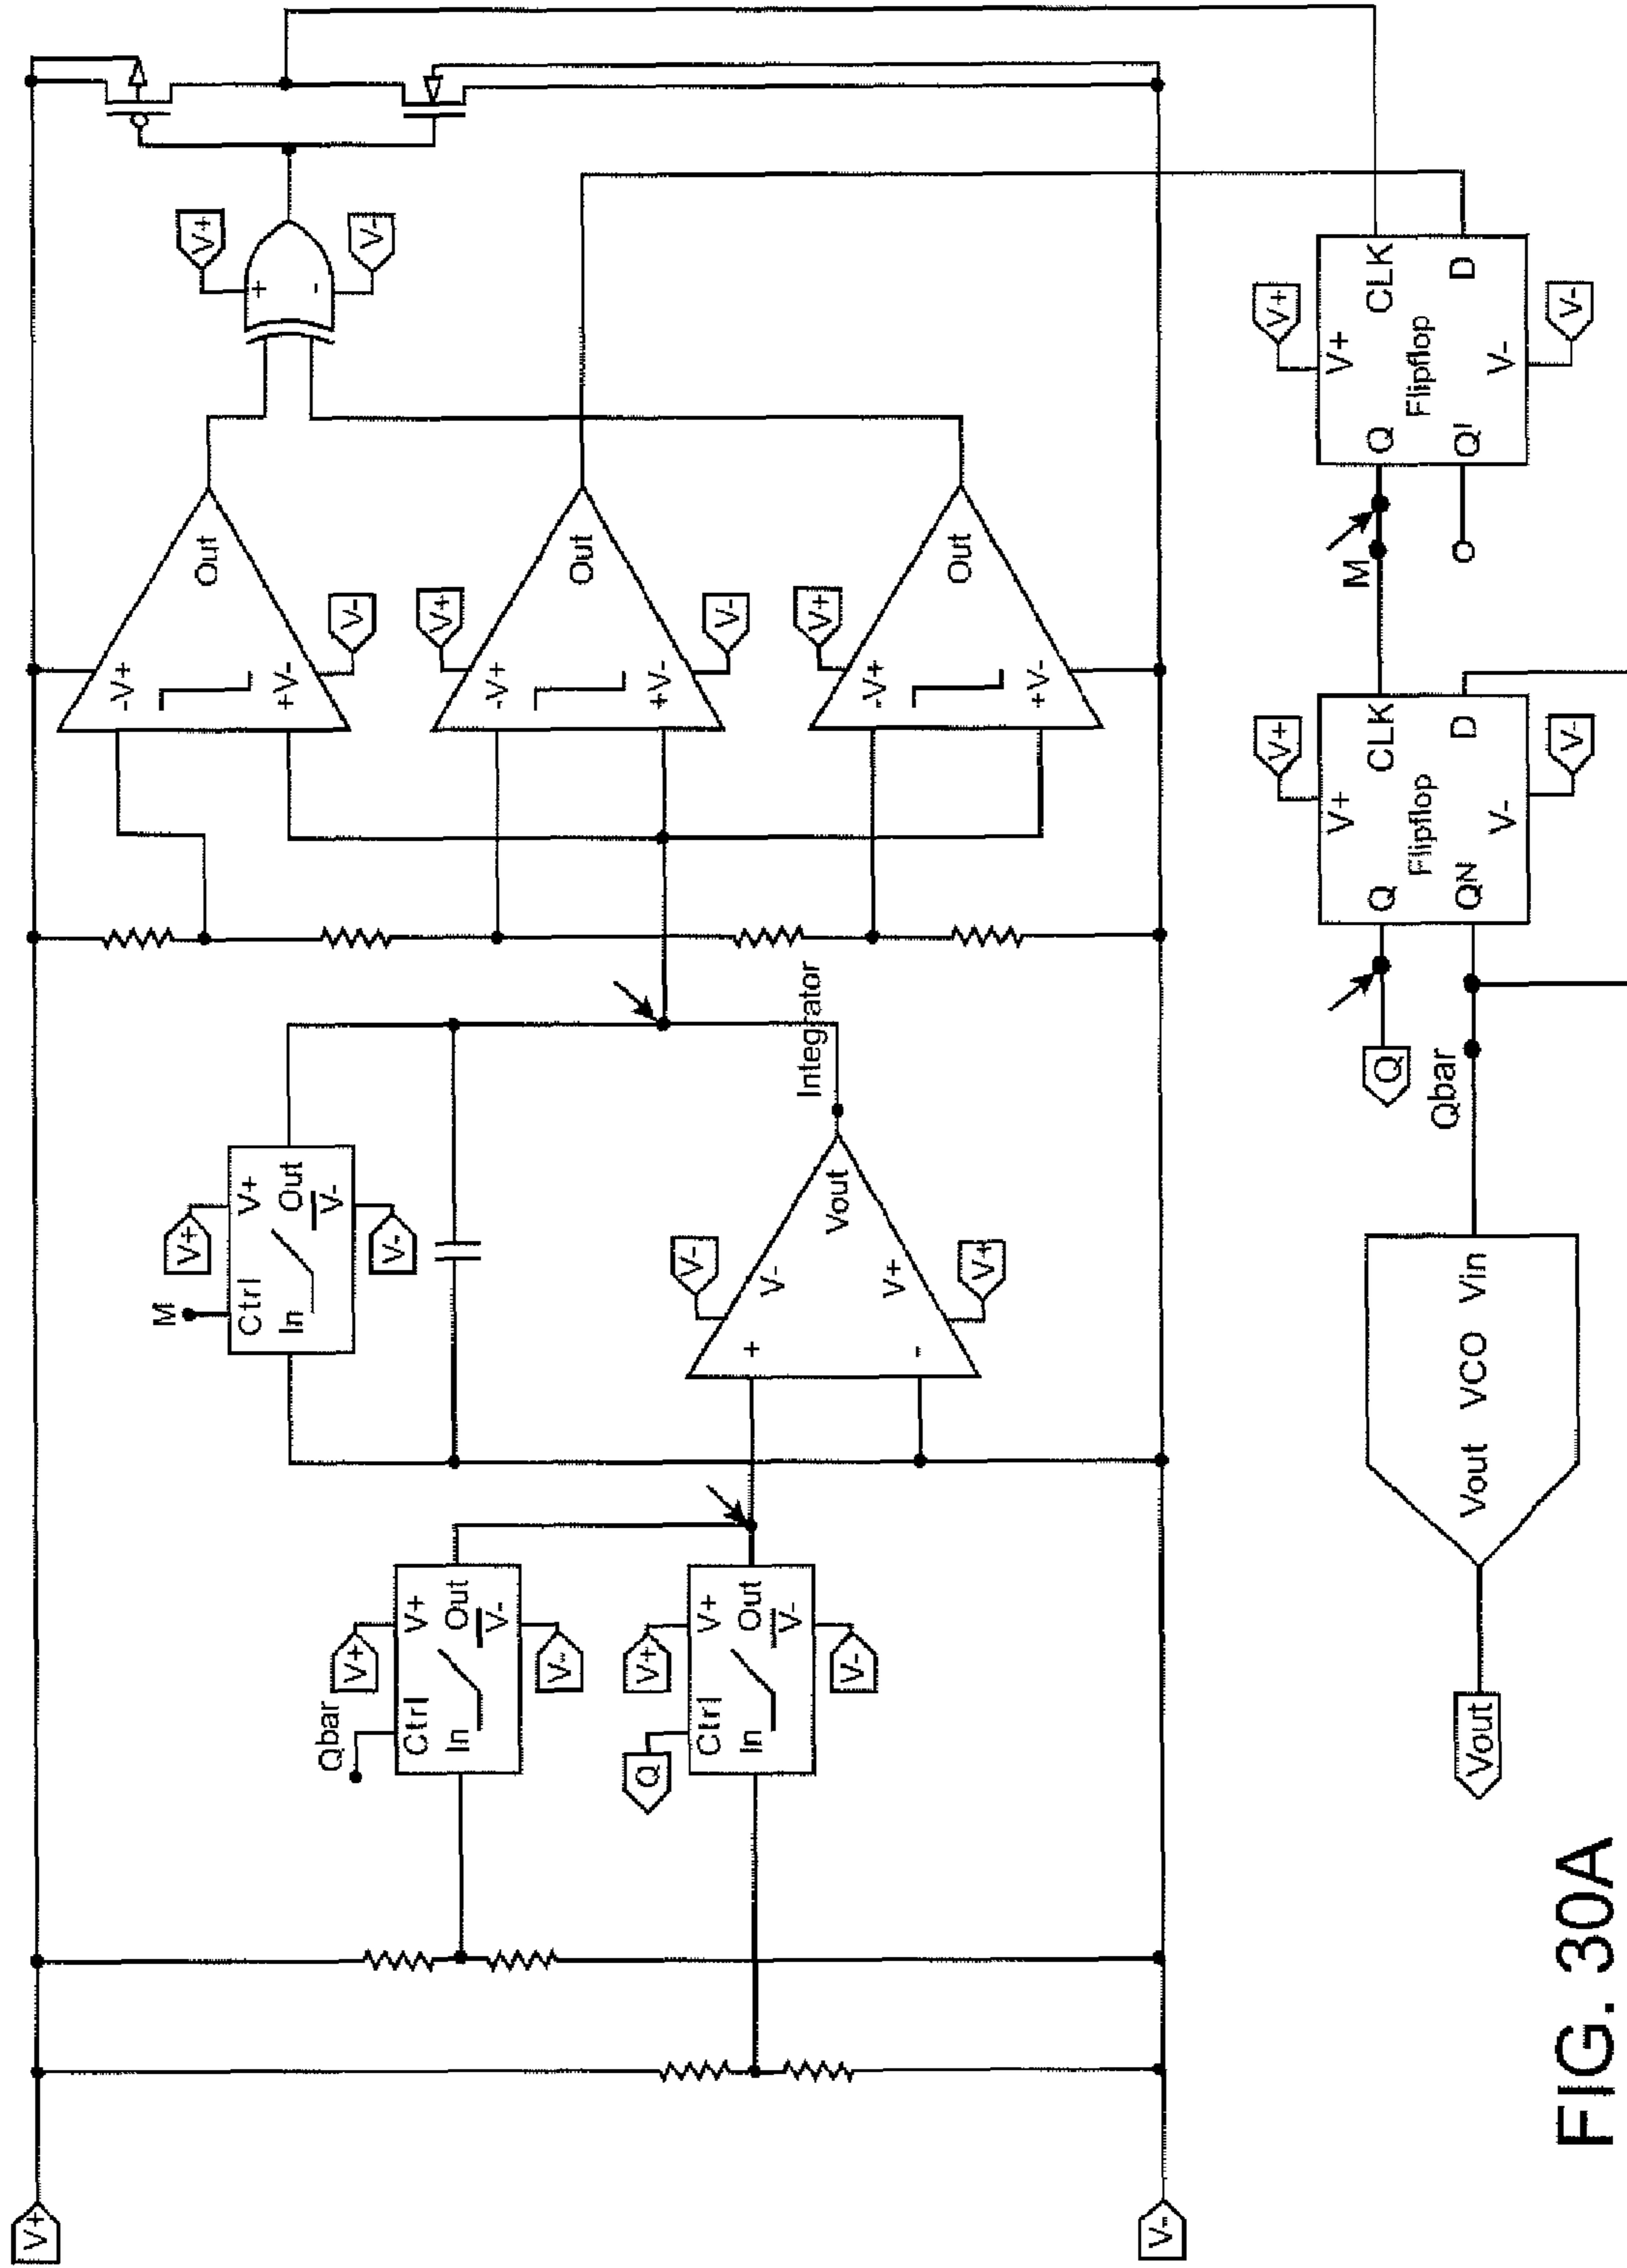 V+
V-
Qbar
V+
Ctrl
V+
In
Out
V-
V-
Q
V+
Ctrl
V+
In
Out
V-
V-
M
V+
Ctrl
V+
In
Out
V-
V-
V-
+
V-
Vout
-
V+
V+
Integrator
-V+
Out
+V-
V-
V+
-V+
Out
+V-
V-
V+
-V+
Out
+V-
V+
+
-
V-
Vout
Vout VCO Vin
Qbar
Q
V+
V+
Q
CLK
Flipflop
QN
D
V-
V-
M
V+
V+
Q
CLK
Flipflop
Q'
D
V-
V-
FIG. 30A